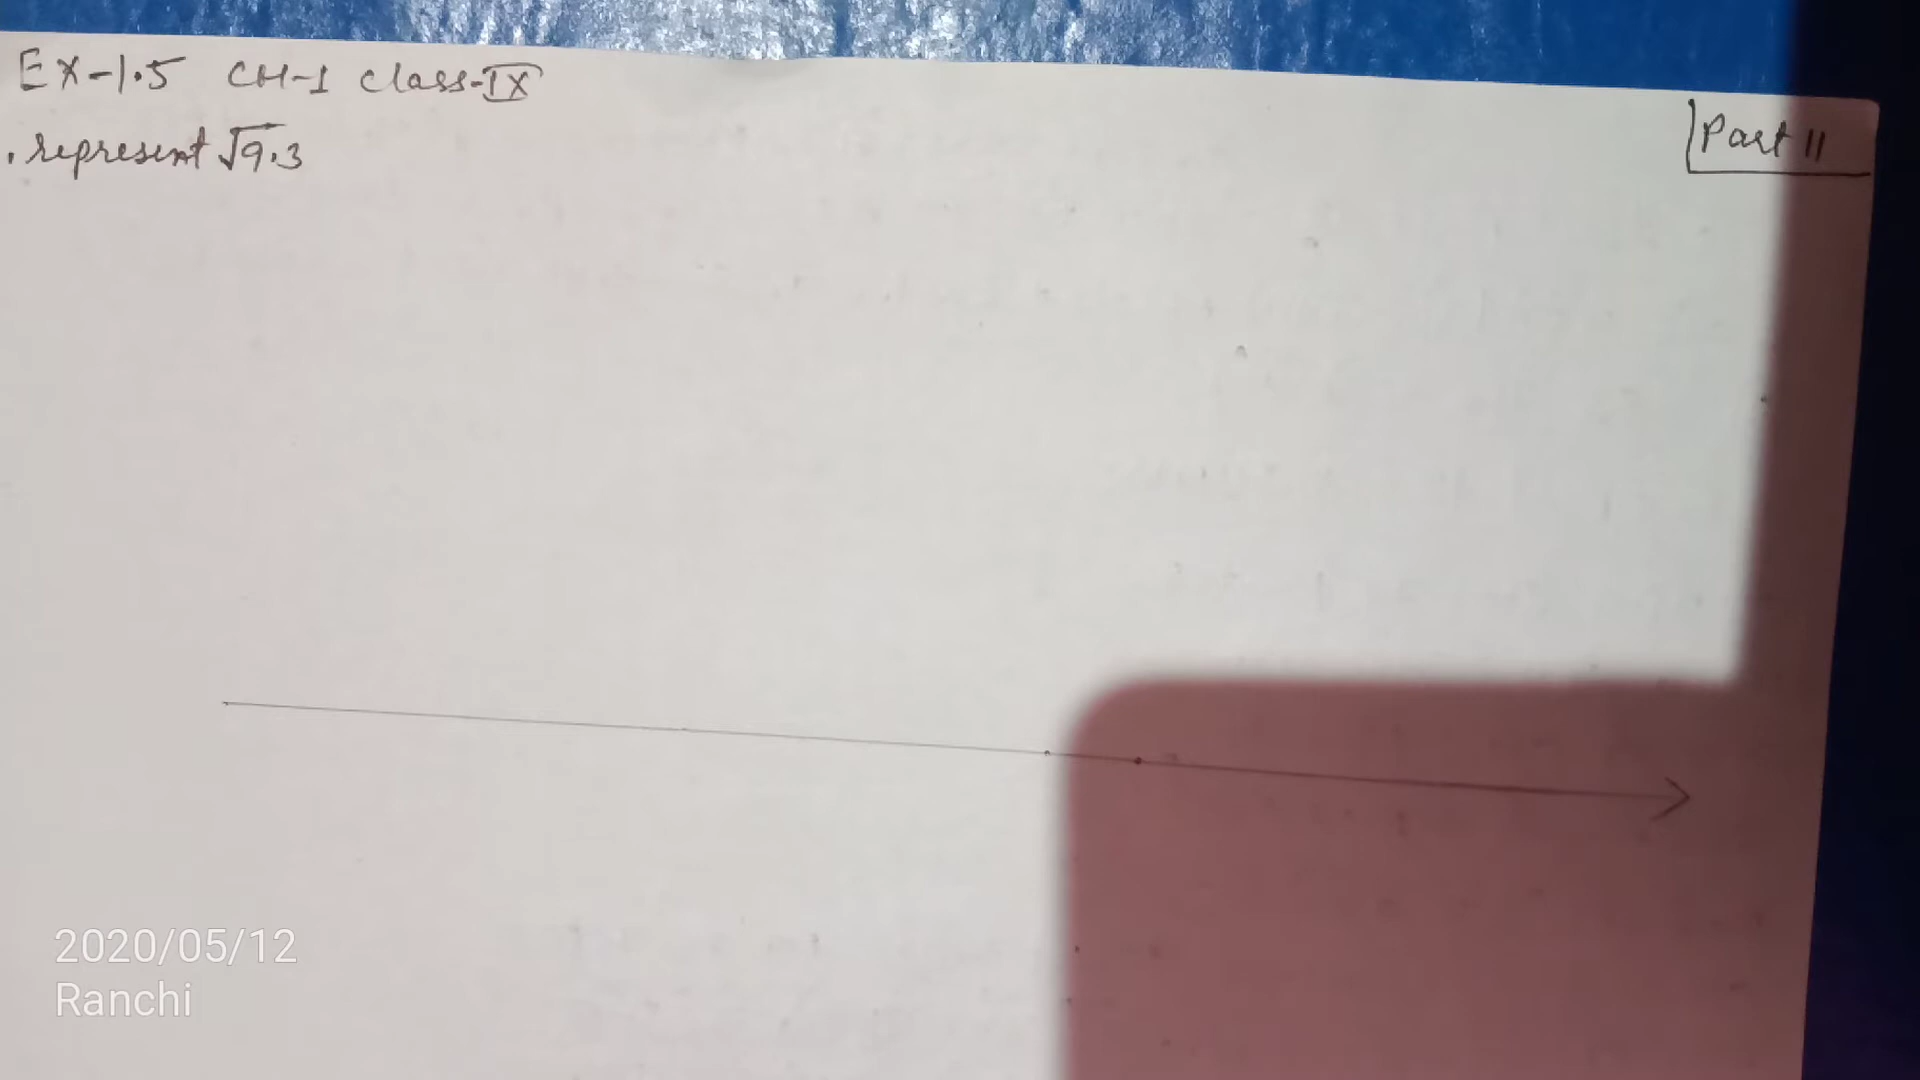 Ex-1.5 CH-1 Class-IX
. represent √9.3
Part II
2020/05/12
Ranchi